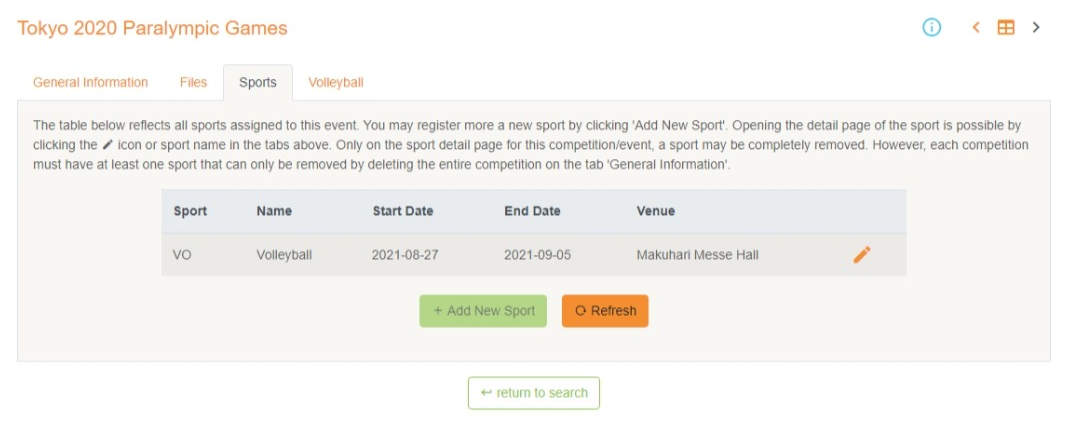 Tokyo 2020 Paralympic Games
General Information Files Sports Volleyball
The table below reflects all sports assigned to this event. You may register more a new sport by clicking 'Add New Sport'. Opening the detail page of the sport is possible by
clicking the icon or sport name in the tabs above. Only on the sport detail page for this competition/event, a sport may be completely removed. However, each competition
must have at least one sport that can only be removed by deleting the entire competition on the tab 'General Information'.
Sport Name Start Date End Date Venue
VO Volleyball 2021-08-27 2021-09-05 Makuhari Messe Hall
+ Add New Sport Refresh
return to search